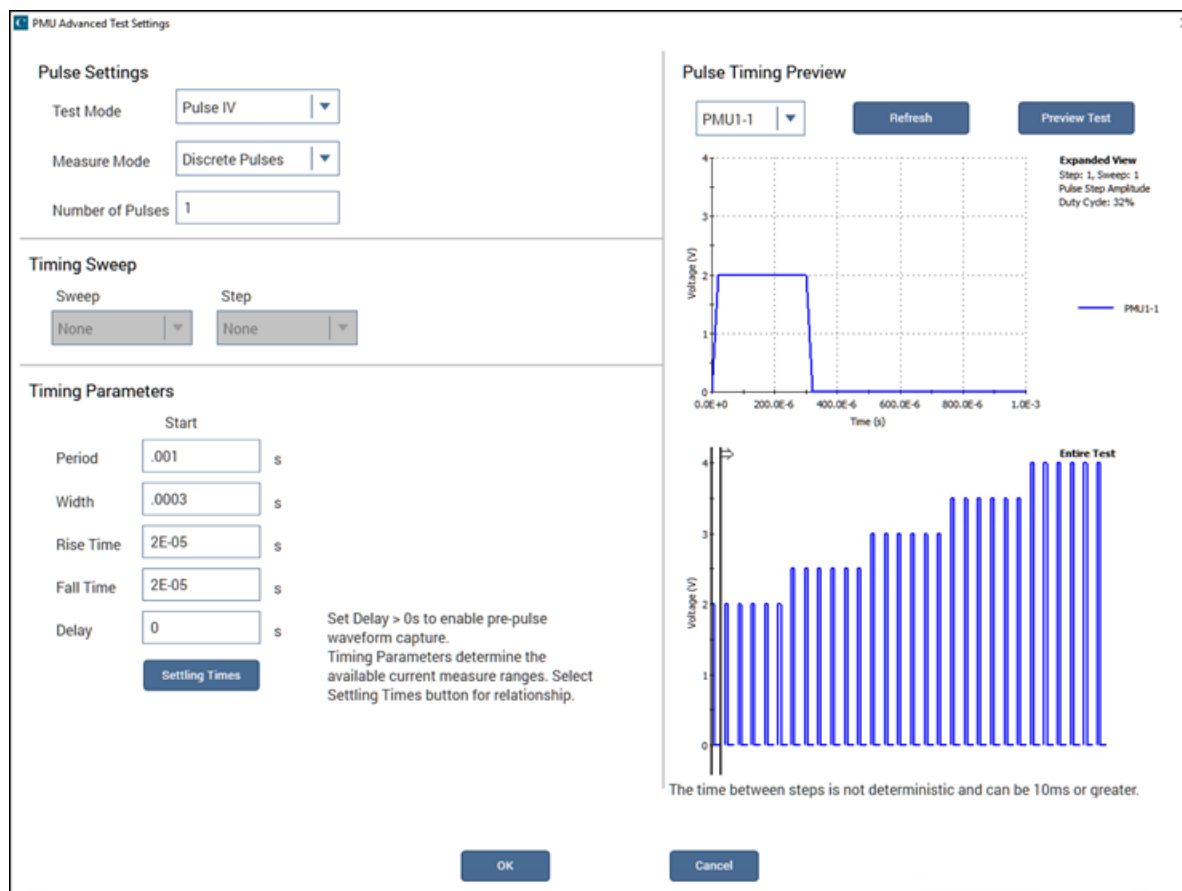 PMU Advanced Test Settings
Pulse Settings
Test Mode
Pulse IV
Measure Mode
Discrete Pulses
Number of Pulses
1
Timing Sweep
Sweep
Step
None
None
Timing Parameters
Start
Period
.001
s
Width
.0003
s
Rise Time
2E-05
s
Fall Time
2E-05
s
Delay
0
s
Settling Times
Set Delay > 0s to enable pre-pulse
waveform capture.
Timing Parameters determine the
available current measure ranges. Select
Settling Times button for relationship.
Pulse Timing Preview
PMU1-1
Refresh
Preview Test
Expanded View
Step: 1, Sweep: 1
Pulse Step Amplitude
Duty Cycle: 32%
4
3
2
1
0
Voltage (V)
PMU1-1
0.0E+0 200.0E-6 400.0E-6 600.0E-6 800.0E-6 1.0E-3
Time (s)
Entire Test
4
3
2
1
0
Voltage (V)
The time between steps is not deterministic and can be 10ms or greater.
OK
Cancel